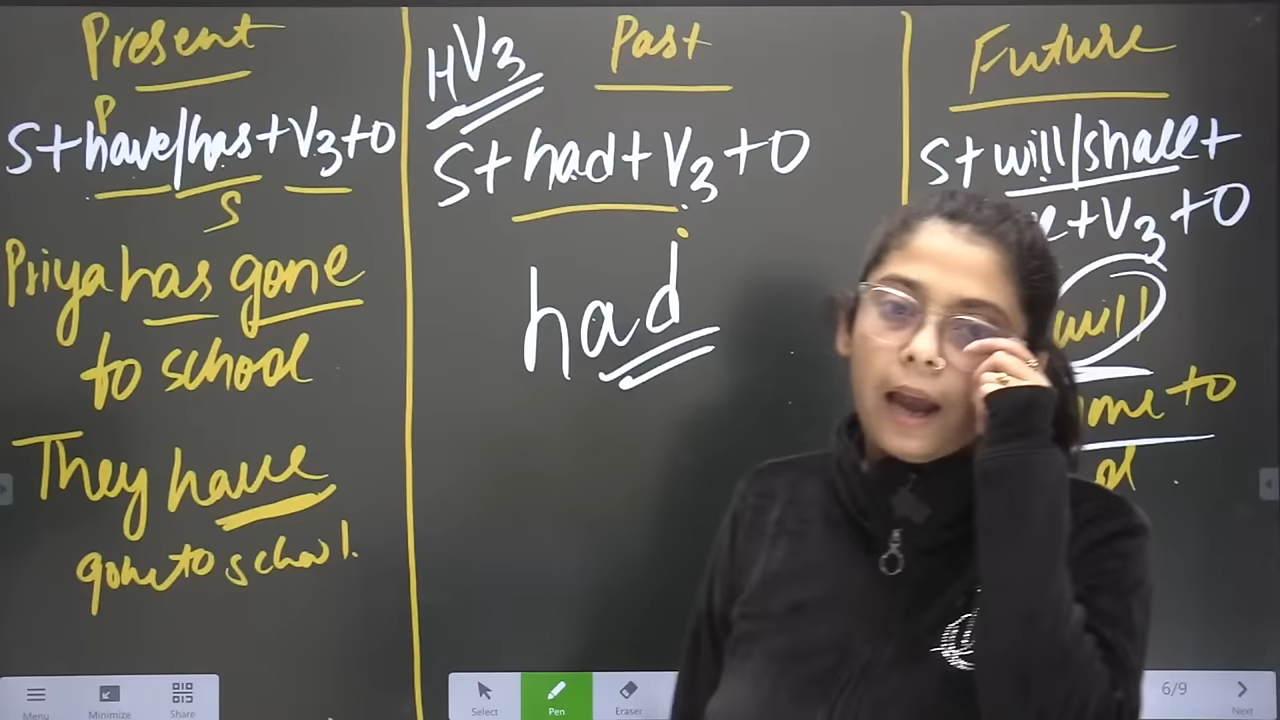 Present
P
S+have/has+V3+O
S
Priya has gone
to school
They have
gone to school.
HV3
Past
S+had+V3+O
had
Future
S+will/shall+
+V3+O
will
to
Menu
Minimize
Share
Select
Pen
Eraser
6/9
Next